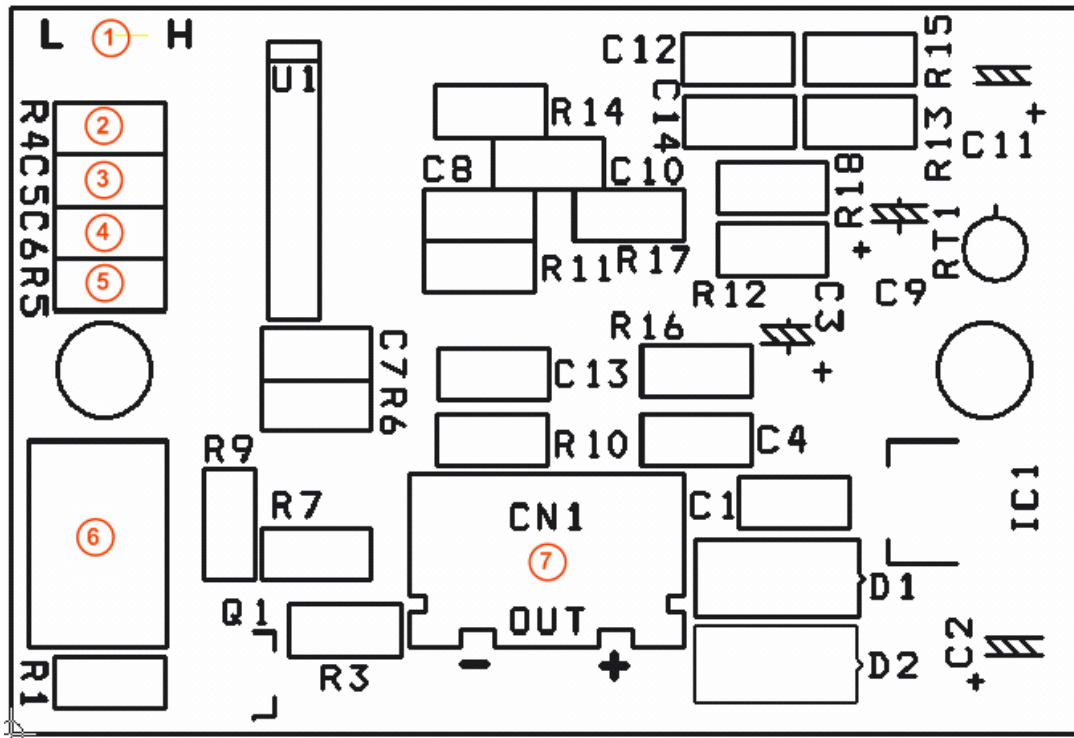 L 1 H
U1
C12
R15
R14
C14
R13
C11
2
R4
3
C5
4
C6
5
R5
C8
C10
R18
R11
R17
R12
C9
RT1
C3
R16
C7
R6
C13
R10
C4
R9
R7
CN1
7
OUT
- +
C1
IC1
6
D1
Q1
R3
D2
C2
R1
+
+
+
+